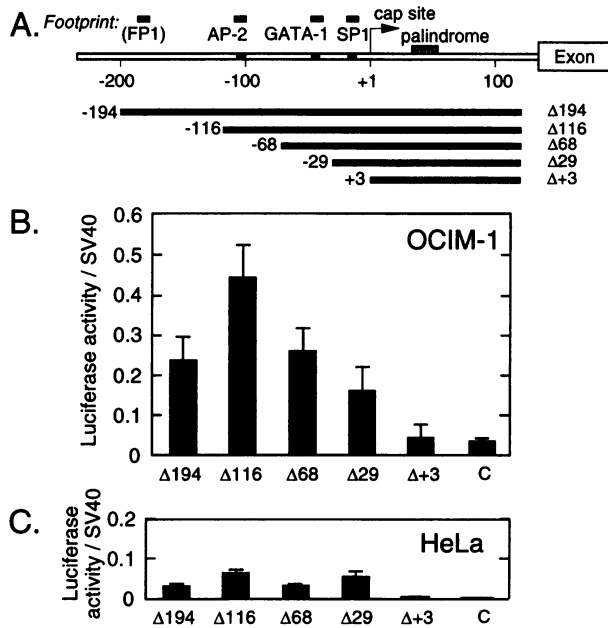 A.
Footprint:
(FP1) AP-2 GATA-1 SP1 cap site
palindrome
Exon
-200 -100 +1 100
-194 Δ194
-116 Δ116
-68 Δ68
-29 Δ29
+3 Δ+3
B.
OCIM-1
Luciferase activity / SV40
0.6
0.5
0.4
0.3
0.2
0.1
0
Δ194 Δ116 Δ68 Δ29 Δ+3 C
C.
HeLa
Luciferase
activity / SV40
0.2
0.1
0
Δ194 Δ116 Δ68 Δ29 Δ+3 C